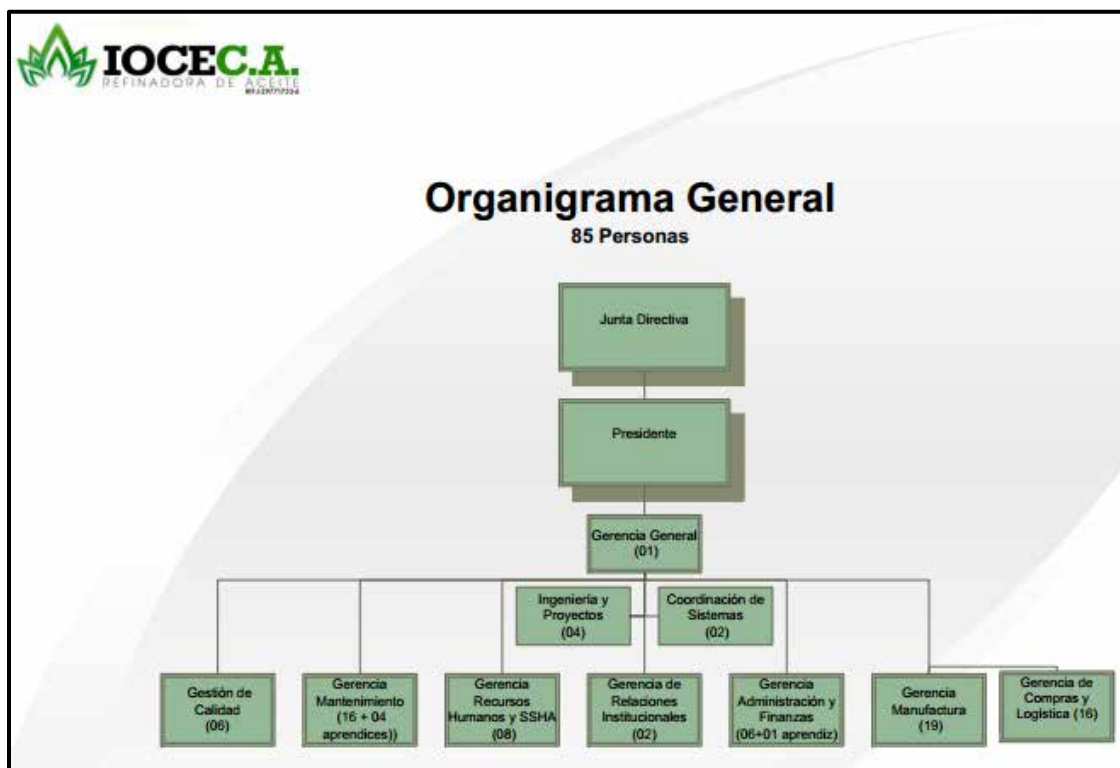 IOCEC.A.
REFINADORA DE ACEITE
Organigrama General
85 Personas
Junta Directiva
Presidente
Gerencia General
(01)
Ingeniería y
Proyectos
(04)
Coordinación de
Sistemas
(02)
Gestión de
Calidad
(06)
Gerencia
Mantenimiento
(16 + 04
aprendices))
Gerencia
Recursos
Humanos y SSHA
(08)
Gerencia de
Relaciones
Institucionales
(02)
Gerencia
Administración y
Finanzas
(06+01 aprendiz)
Gerencia
Manufactura
(19)
Gerencia de
Compras y
Logística (16)